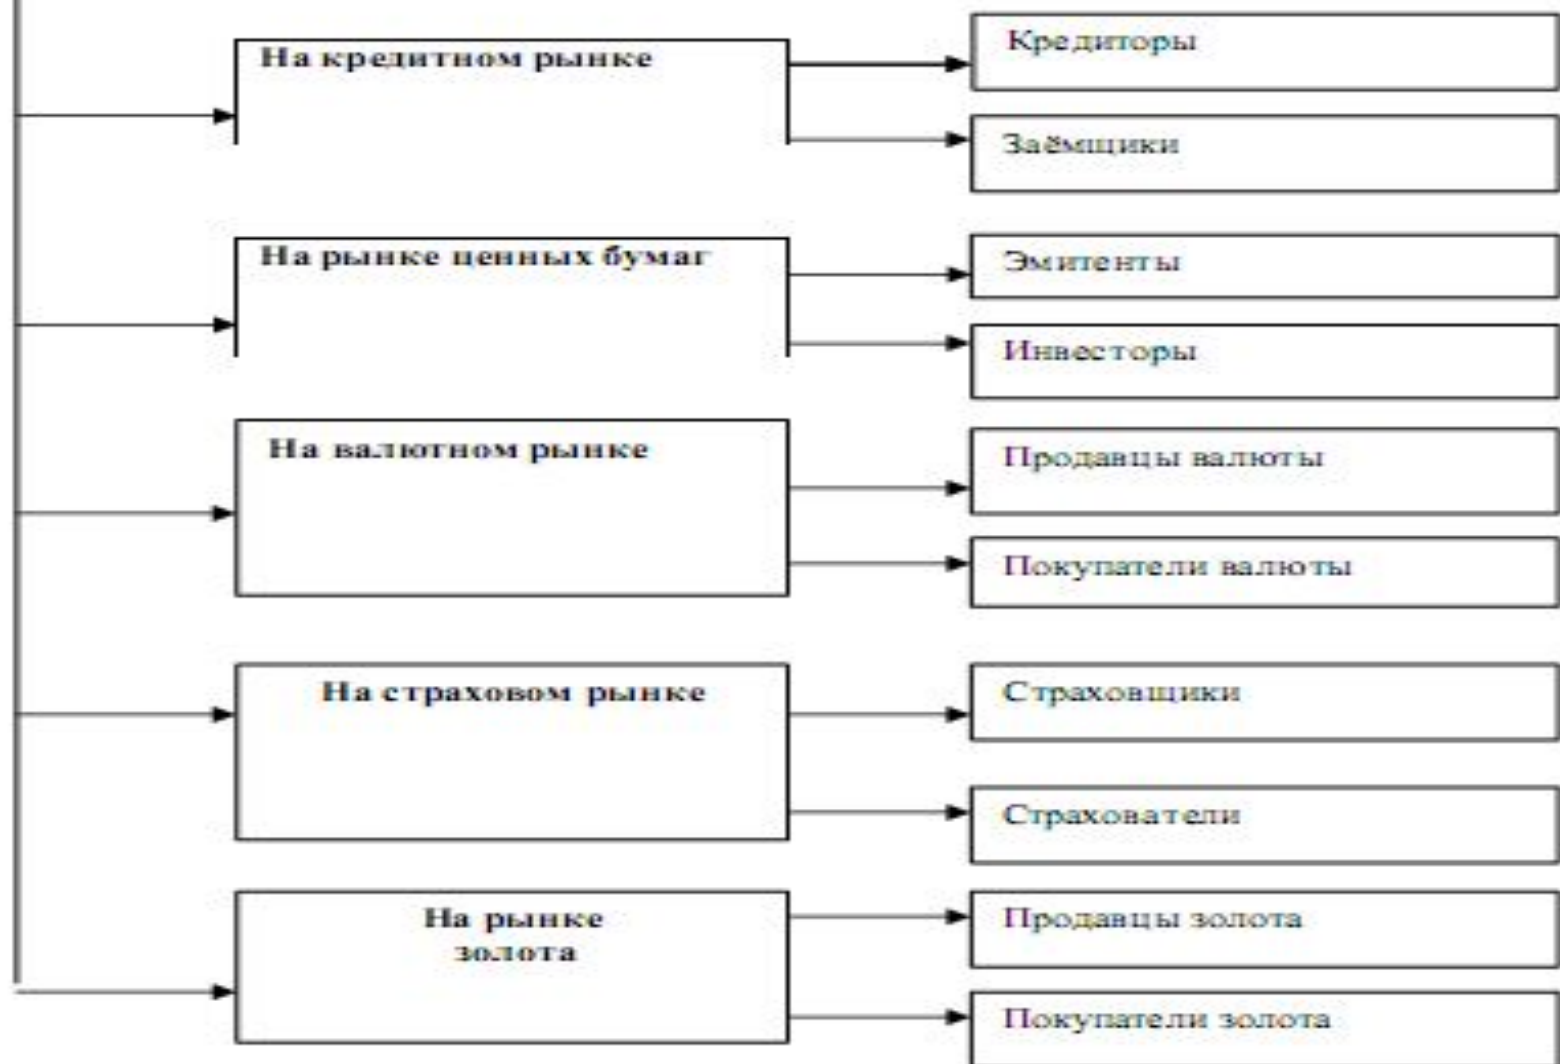 На кредитном рынке
Кредиторы
Заёмщики
На рынке ценных бумаг
Эмитенты
Инвесторы
На валютном рынке
Продавцы валюты
Покупатели валюты
На страховом рынке
Страховщики
Страхователи
На рынке
золота
Продавцы золота
Покупатели золота